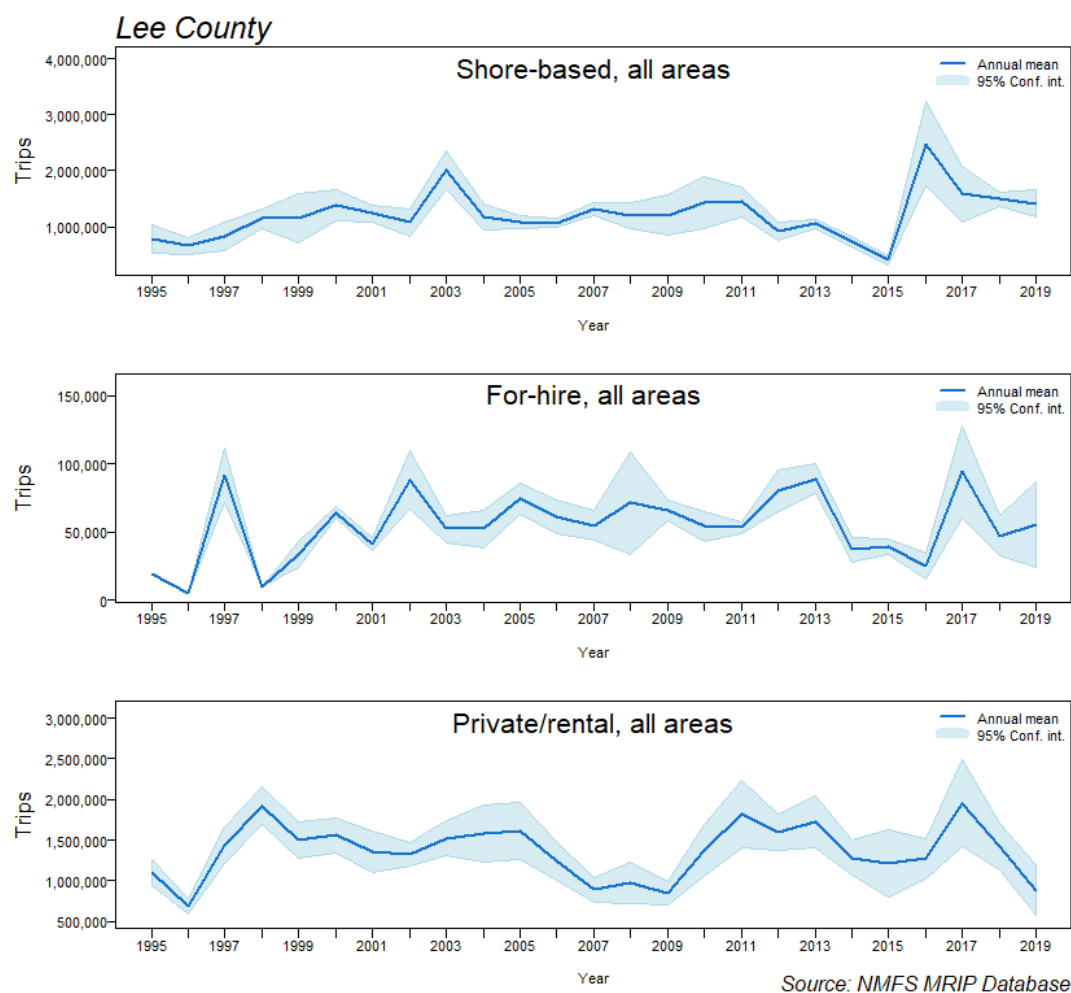 Lee County
Shore-based, all areas
Annual mean
95% Conf. int.
Trips
4,000,000
3,000,000
2,000,000
1,000,000
1995 1997 1999 2001 2003 2005 2007 2009 2011 2013 2015 2017 2019
Year
For-hire, all areas
Annual mean
95% Conf. int.
Trips
150,000
100,000
50,000
0
1995 1997 1999 2001 2003 2005 2007 2009 2011 2013 2015 2017 2019
Year
Private/rental, all areas
Annual mean
95% Conf. int.
Trips
3,000,000
2,500,000
2,000,000
1,500,000
1,000,000
500,000
1995 1997 1999 2001 2003 2005 2007 2009 2011 2013 2015 2017 2019
Year
Source: NMFS MRIP Database